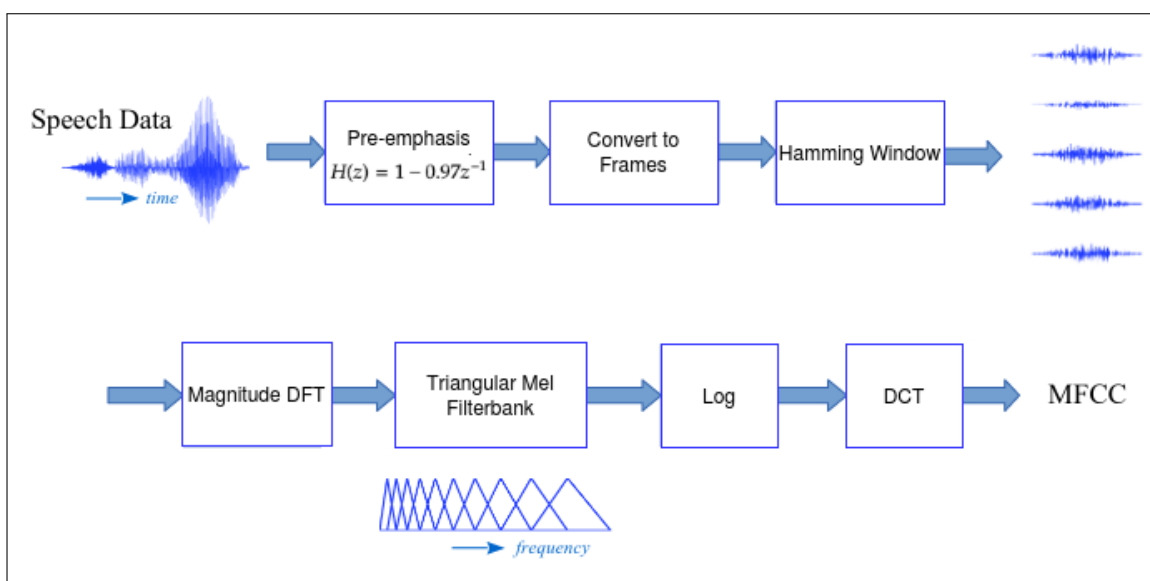 Speech Data
time
Pre-emphasis
H(z) = 1 − 0.97z⁻¹
Convert to
Frames
Hamming Window
Magnitude DFT
Triangular Mel
Filterbank
Log
DCT
MFCC
frequency